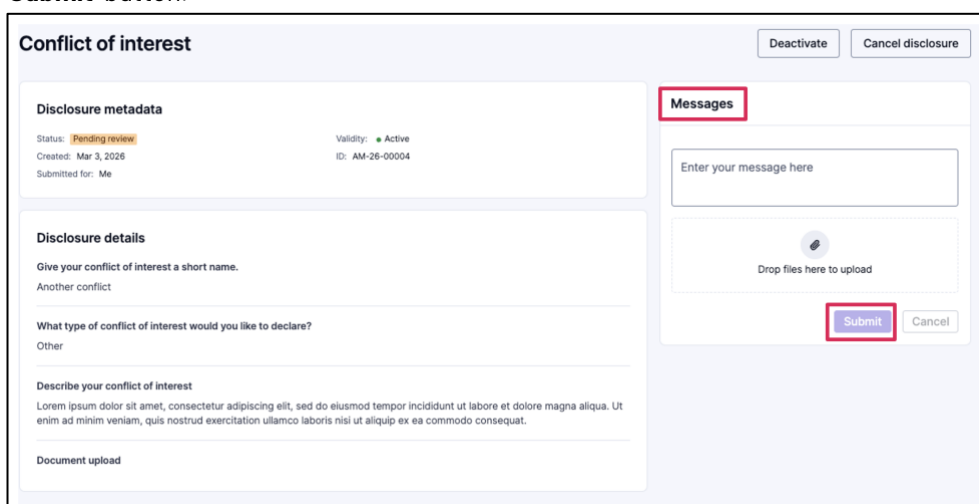 Submit button.
Conflict of interest
Deactivate
Cancel disclosure
Disclosure metadata
Status: Pending review
Validity: Active
Created: Mar 3, 2026
ID: AM-26-00004
Submitted for: Me
Disclosure details
Give your conflict of interest a short name.
Another conflict
What type of conflict of interest would you like to declare?
Other
Describe your conflict of interest
Lorem ipsum dolor sit amet, consectetur adipiscing elit, sed do eiusmod tempor incididunt ut labore et dolore magna aliqua. Ut
enim ad minim veniam, quis nostrud exercitation ullamco laboris nisi ut aliquip ex ea commodo consequat.
Document upload
Messages
Enter your message here
Drop files here to upload
Submit
Cancel